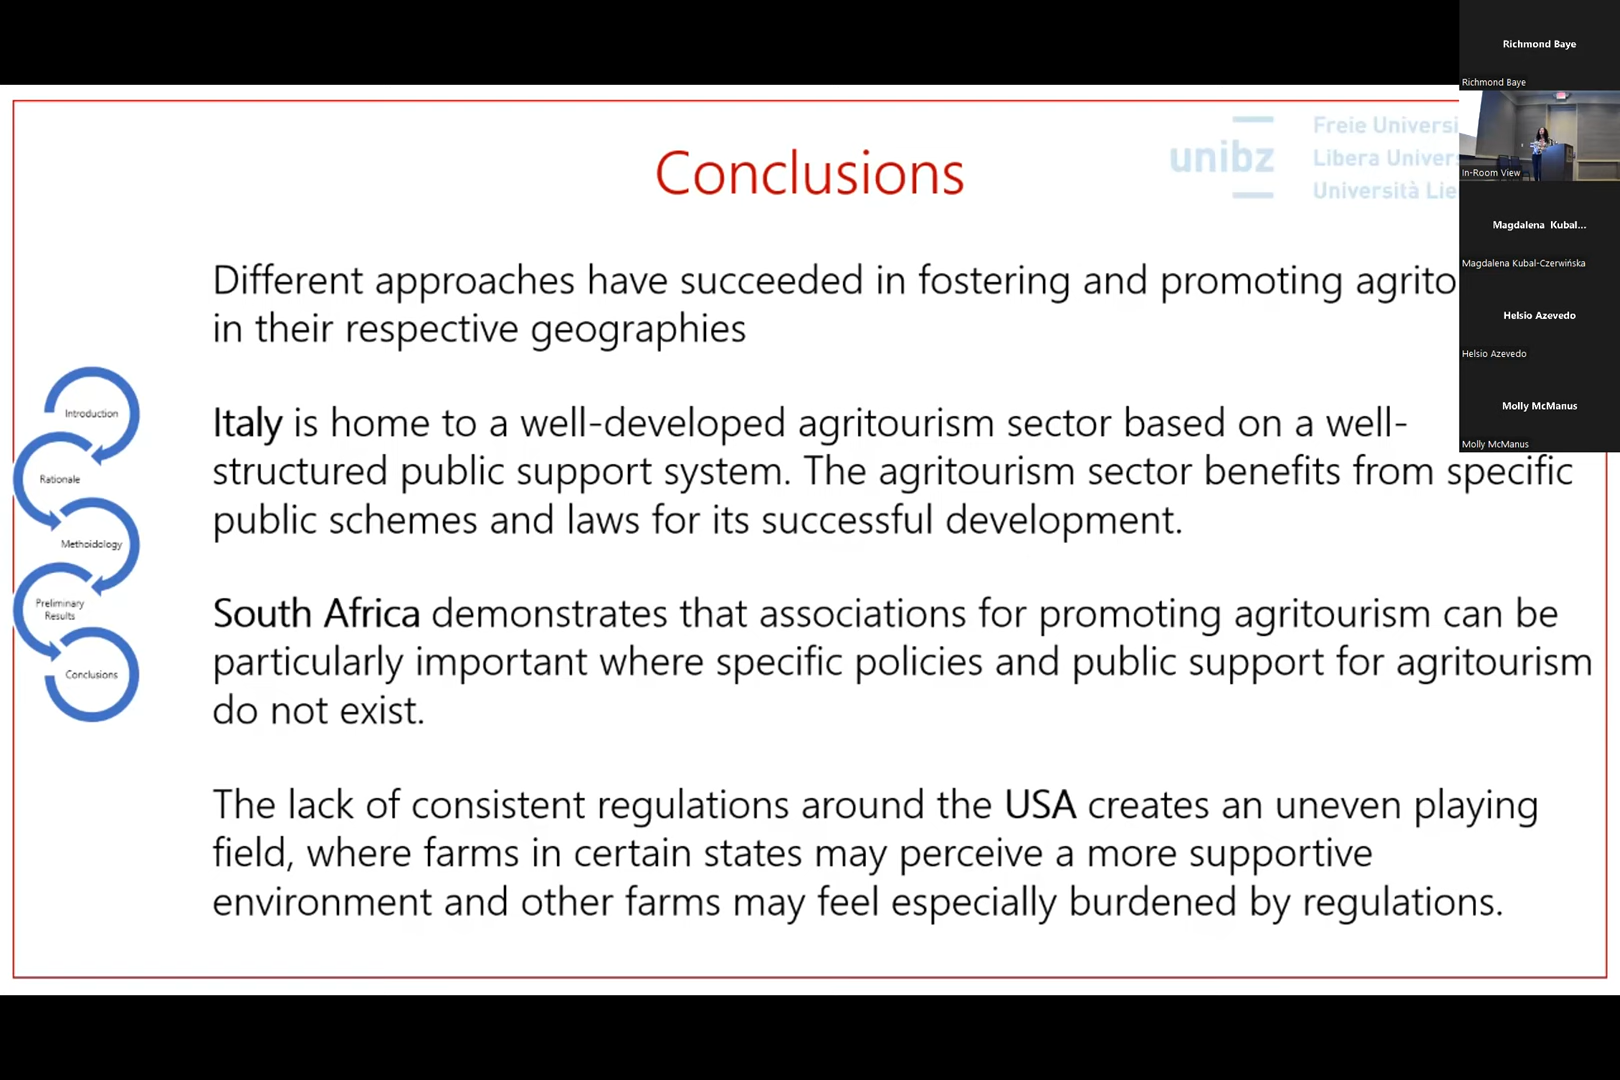 Conclusions
unibz
Freie Universi
Libera Univer
Università Lie
Different approaches have succeeded in fostering and promoting agrito
in their respective geographies
Italy is home to a well-developed agritourism sector based on a well-
structured public support system. The agritourism sector benefits from specific
public schemes and laws for its successful development.
South Africa demonstrates that associations for promoting agritourism can be
particularly important where specific policies and public support for agritourism
do not exist.
The lack of consistent regulations around the USA creates an uneven playing
field, where farms in certain states may perceive a more supportive
environment and other farms may feel especially burdened by regulations.
Introduction
Rationale
Methoidology
Preliminary
Results
Conclusions
Richmond Baye
Richmond Baye
In-Room View
Magdalena Kubal...
Magdalena Kubal-Czerwińska
Helsio Azevedo
Helsio Azevedo
Molly McManus
Molly McManus